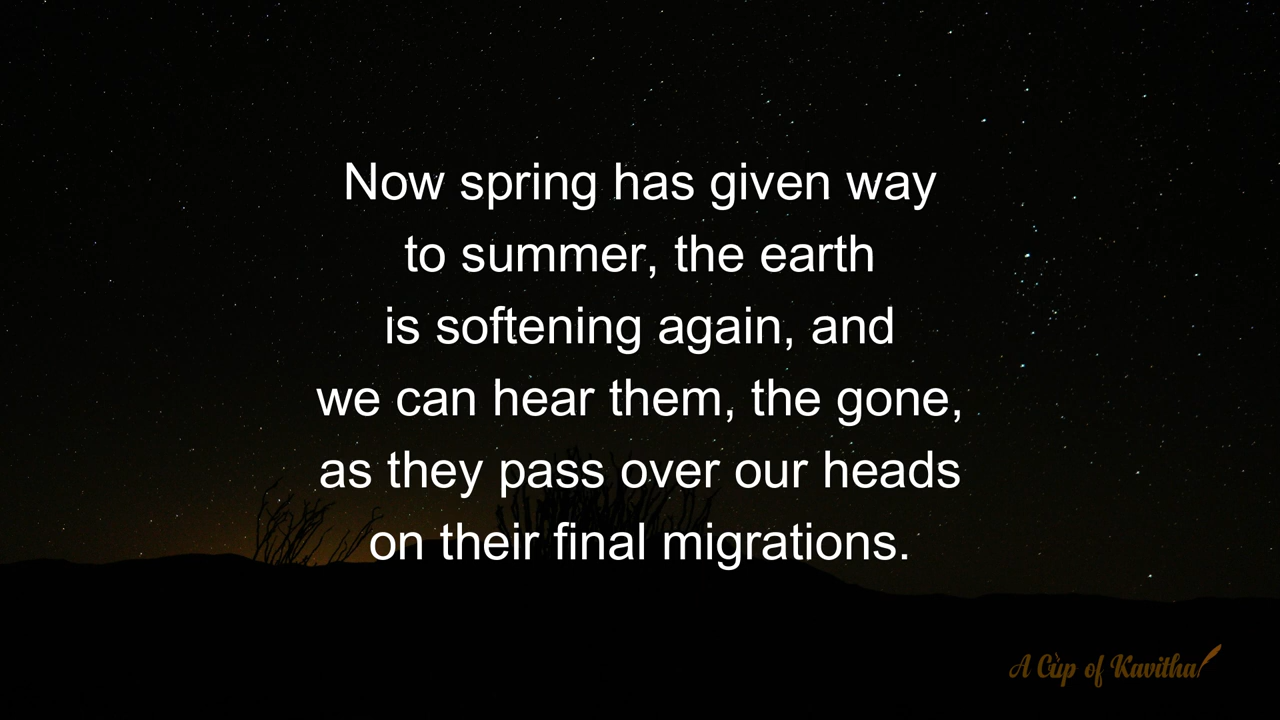 Now spring has given way
to summer, the earth
is softening again, and
we can hear them, the gone,
as they pass over our heads
on their final migrations.
A Cup of Kavitha